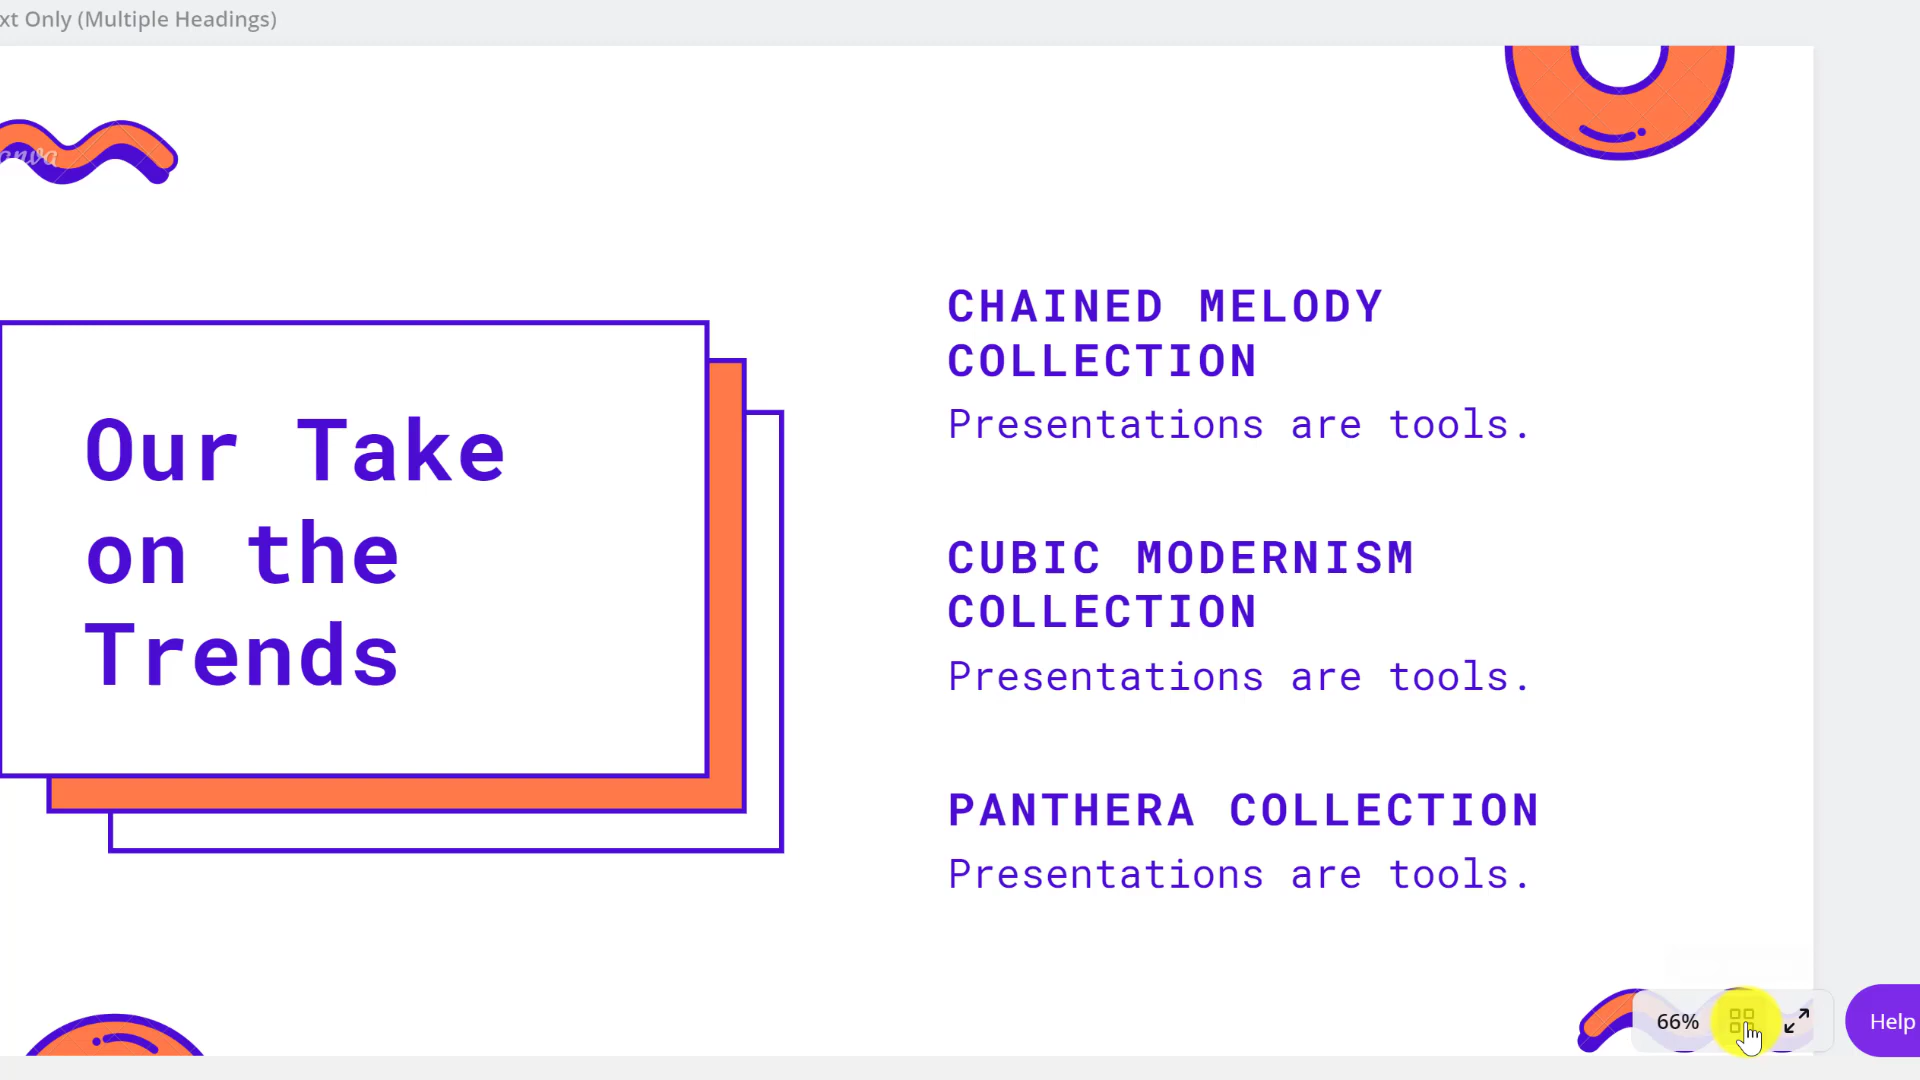 xt Only (Multiple Headings)
anva
Our Take
on the
Trends
CHAINED MELODY
COLLECTION
Presentations are tools.
CUBIC MODERNISM
COLLECTION
Presentations are tools.
PANTHERA COLLECTION
Presentations are tools.
66%
Help